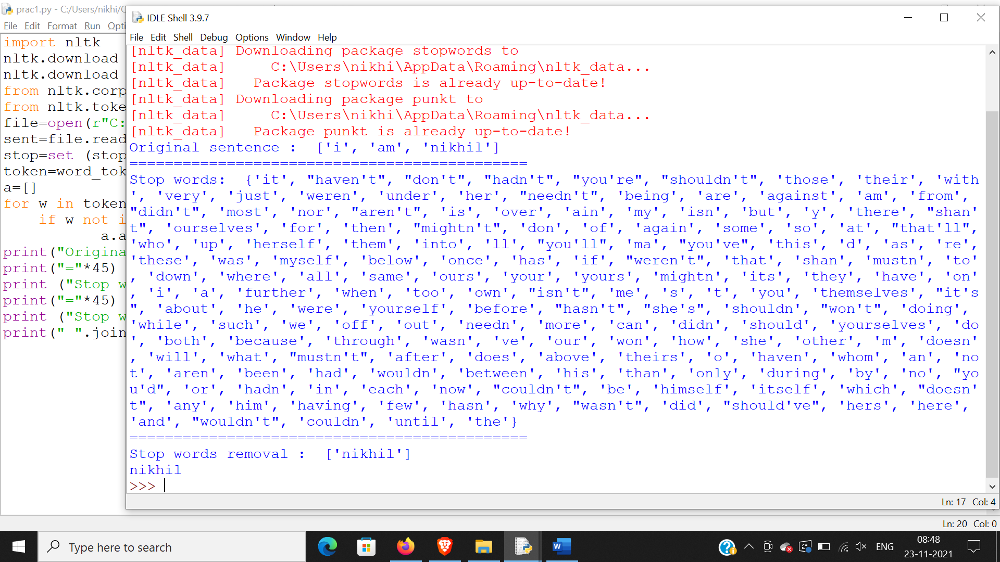 prac1.py - C:/Users/nikhi/
File Edit Format Run Opti
import nltk
nltk.download
nltk.download
from nltk.corp
from nltk.toke
file=open(r"C:
sent=file.read
stop=set (stop
token=word_tok
a=[]
for w in token
if w not i
a.a
print("Origina
print("="*45)
print ("Stop w
print("="*45)
print ("Stop w
print(" ".join
IDLE Shell 3.9.7
File Edit Shell Debug Options Window Help
[nltk_data] Downloading package stopwords to
[nltk_data]     C:\Users\nikhi\AppData\Roaming\nltk_data...
[nltk_data]   Package stopwords is already up-to-date!
[nltk_data] Downloading package punkt to
[nltk_data]     C:\Users\nikhi\AppData\Roaming\nltk_data...
[nltk_data]   Package punkt is already up-to-date!
Original sentence :  ['i', 'am', 'nikhil']
=============================================
Stop words:  {'it', "haven't", "don't", "hadn't", "you're", "shouldn't", 'those', 'their', 'with
', 'very', 'just', 'weren', 'under', 'her', "needn't", 'being', 'are', 'against', 'am', 'from',
"didn't", 'most', 'nor', "aren't", 'is', 'over', 'ain', 'my', 'isn', 'but', 'y', 'there', "shan'
t", 'ourselves', 'for', 'then', "mightn't", 'don', 'of', 'again', 'some', 'so', 'at', "that'll",
'who', 'up', 'herself', 'them', 'into', 'll', "you'll", 'ma', "you've", 'this', 'd', 'as', 're',
'these', 'was', 'myself', 'below', 'once', 'has', 'if', "weren't", 'that', 'shan', 'mustn', 'to'
, 'down', 'where', 'all', 'same', 'ours', 'your', 'yours', 'mightn', 'its', 'they', 'have', 'on'
, 'i', 'a', 'further', 'when', 'too', 'own', "isn't", 'me', 's', 't', 'you', 'themselves', "it's
", 'about', 'he', 'were', 'yourself', 'before', "hasn't", "she's", 'shouldn', "won't", 'doing',
'while', 'such', 'we', 'off', 'out', 'needn', 'more', 'can', 'didn', 'should', 'yourselves', 'do
', 'both', 'because', 'through', 'wasn', 've', 'our', 'won', 'how', 'she', 'other', 'm', 'doesn'
, 'will', 'what', "mustn't", 'after', 'does', 'above', 'theirs', 'o', 'haven', 'whom', 'an', 'no
t', 'aren', 'been', 'had', 'wouldn', 'between', 'his', 'than', 'only', 'during', 'by', 'no', "yo
u'd", 'or', 'hadn', 'in', 'each', 'now', "couldn't", 'be', 'himself', 'itself', 'which', "doesn'
t", 'any', 'him', 'having', 'few', 'hasn', 'why', "wasn't", 'did', "should've", 'hers', 'here',
'and', "wouldn't", 'couldn', 'until', 'the'}
=============================================
Stop words removal :  ['nikhil']
nikhil
>>>
Ln: 17 Col: 4
Ln: 20 Col: 0
Type here to search
ENG
08:48
23-11-2021